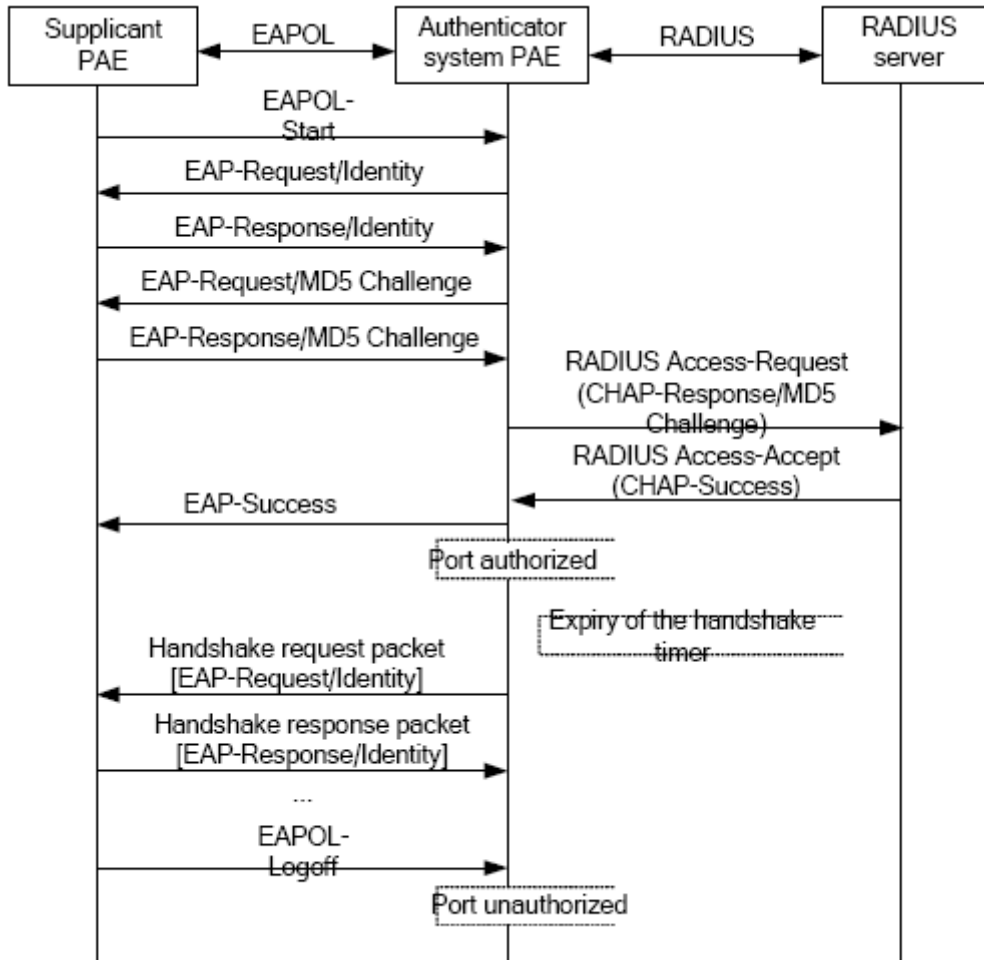 Supplicant
PAE
EAPOL
Authenticator
system PAE
RADIUS
RADIUS
server
EAPOL-
Start
EAP-Request/Identity
EAP-Response/Identity
EAP-Request/MD5 Challenge
EAP-Response/MD5 Challenge
RADIUS Access-Request
(CHAP-Response/MD5
Challenge)
RADIUS Access-Accept
(CHAP-Success)
EAP-Success
Port authorized
Expiry of the handshake
timer
Handshake request packet
[EAP-Request/Identity]
Handshake response packet
[EAP-Response/Identity]
...
EAPOL-
Logoff
Port unauthorized